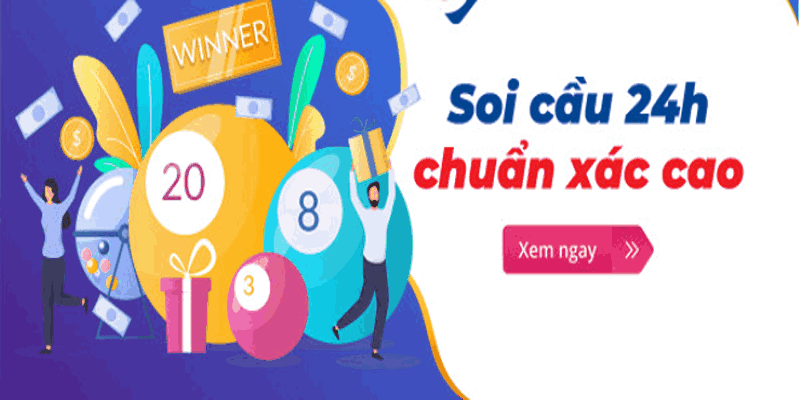 WINNER
20
8
3
Soi cầu 24h
chuẩn xác cao
Xem ngay »